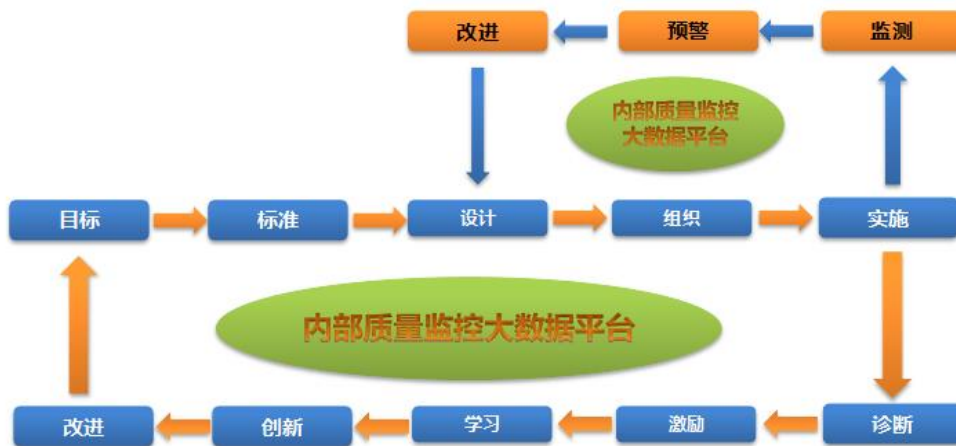 改进
预警
监测
内部质量监控
大数据平台
目标
标准
设计
组织
实施
内部质量监控大数据平台
改进
创新
学习
激励
诊断